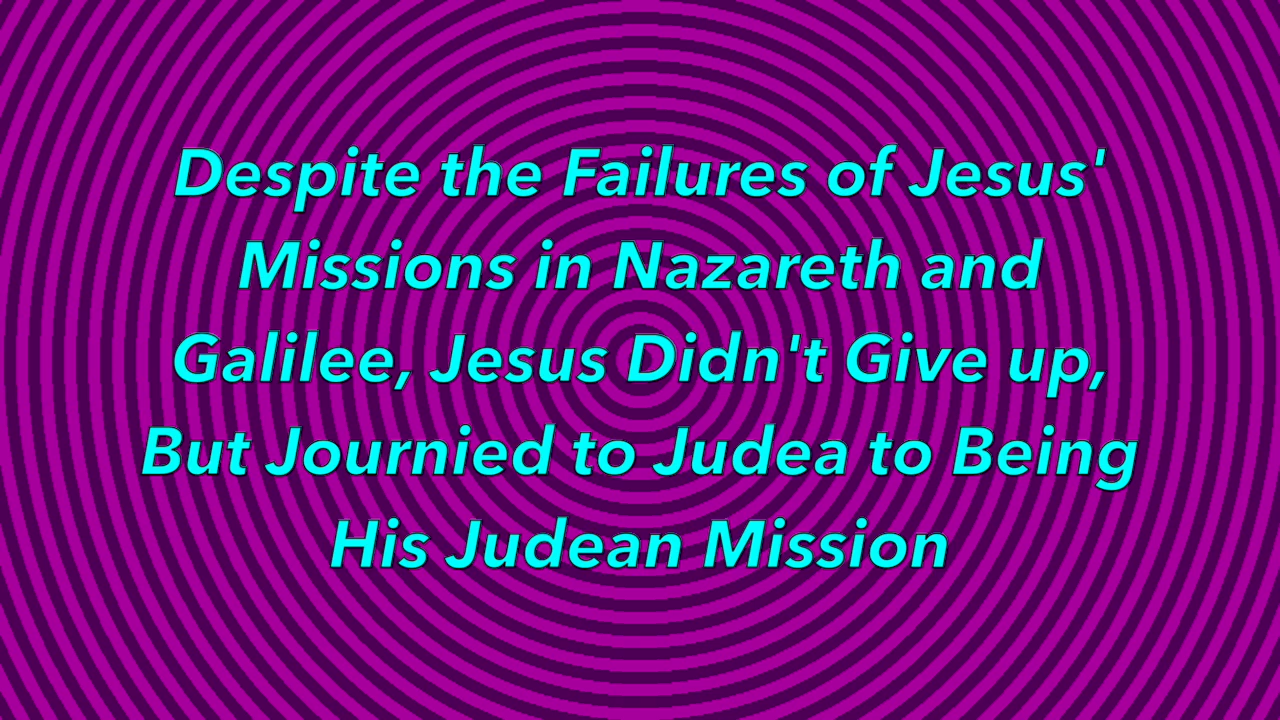 Despite the Failures of Jesus'
Missions in Nazareth and
Galilee, Jesus Didn't Give up,
But Journied to Judea to Being
His Judean Mission